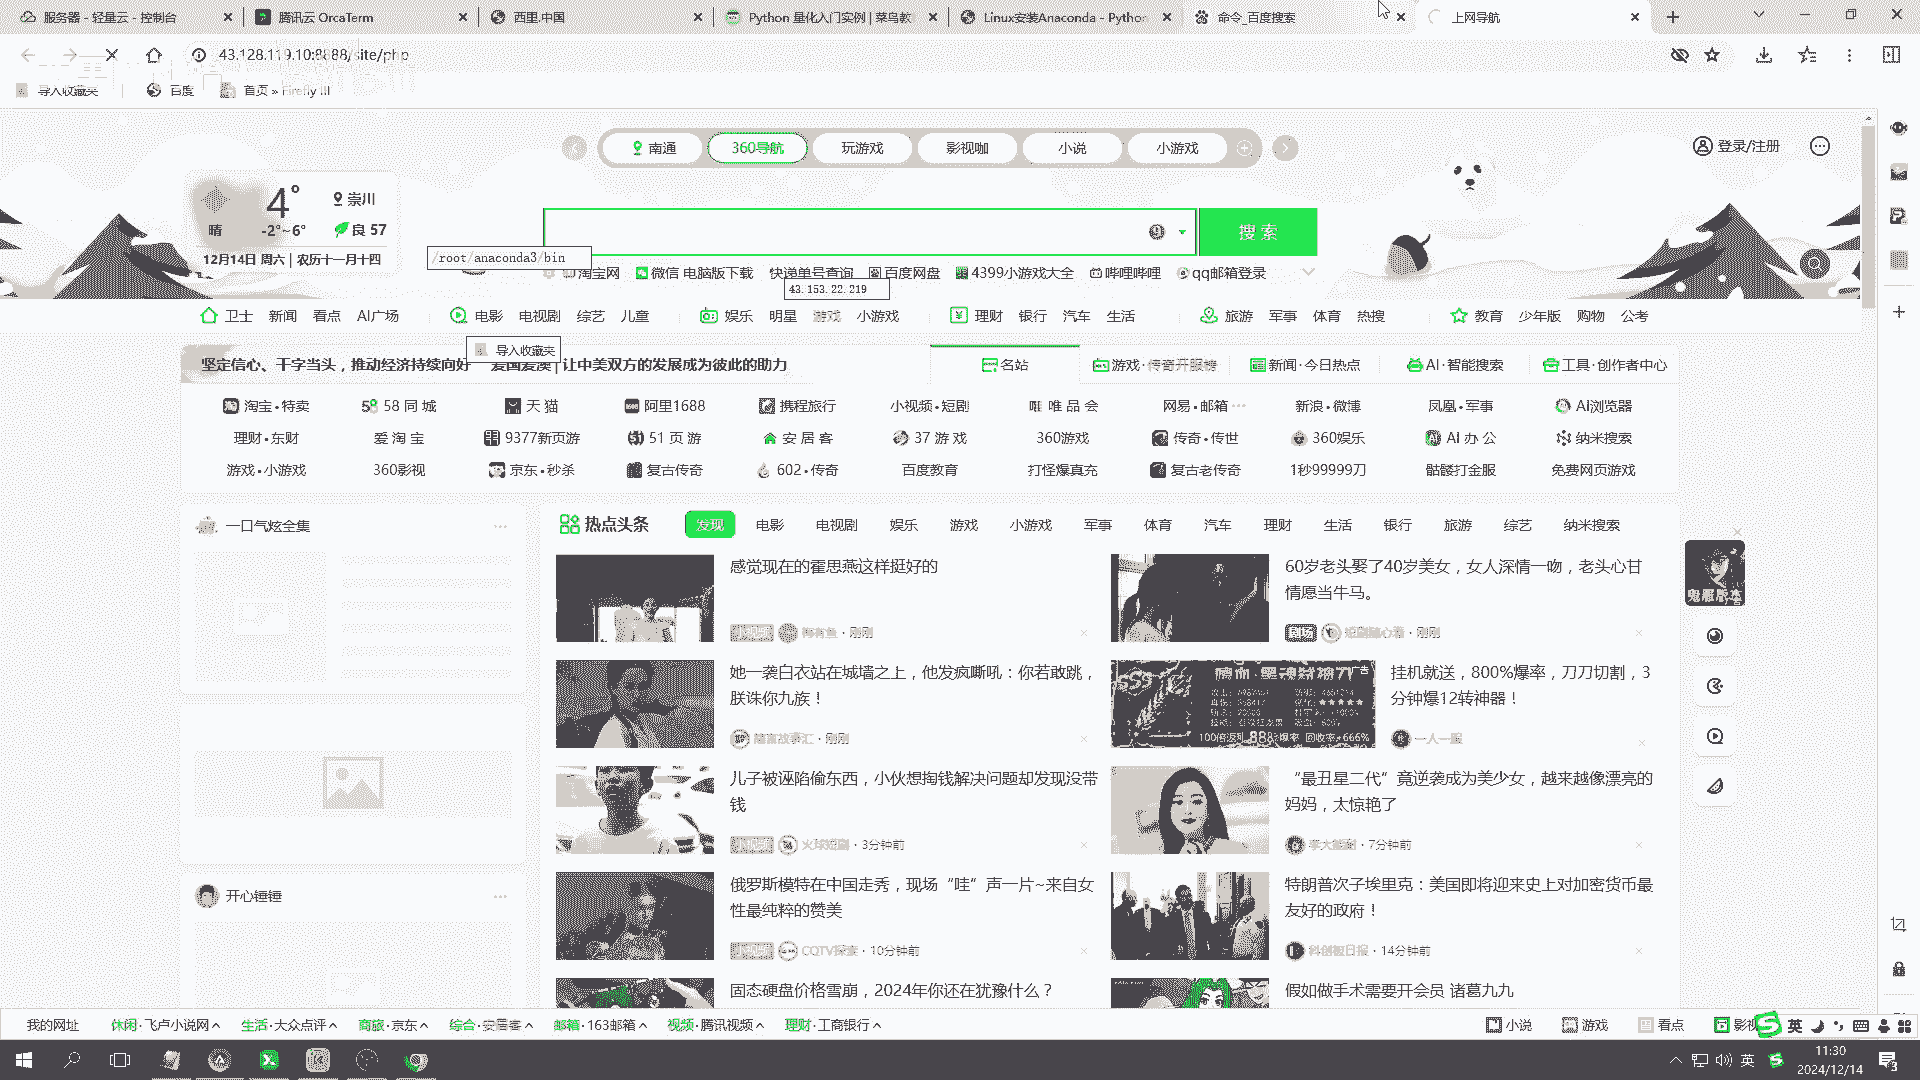 服务器 - 轻量云 - 控制台
腾讯云 OrcaTerm
西里.中国
Python 量化入门实例 | 菜鸟教
Linux安装Anaconda - Python
命令_百度搜索
上网导航
43.128.119.10:8888/site/php
导入收藏夹
百度
首页 » Firefly III
南通
360导航
玩游戏
影视咖
小说
小游戏
登录/注册
4°
崇川
晴
-2°~6°
良 57
12月14日 周六 | 农历十一月十四
搜 索
/root/anaconda3/bin
淘宝网
微信 电脑版下载
快递单号查询
百度网盘
4399小游戏大全
哔哩哔哩
qq邮箱登录
43.153.22.219
卫士 新闻 看点 AI广场
电影 电视剧 综艺 儿童
娱乐 明星 游戏 小游戏
理财 银行 汽车 生活
旅游 军事 体育 热搜
教育 少年版 购物 公考
导入收藏夹
坚定信心、干字当头，推动经济持续向好
爱国爱澳 | 让中美双方的发展成为彼此的助力
名站
游戏·传奇开服榜
新闻·今日热点
AI·智能搜索
工具·创作者中心
淘宝•特卖 58 同 城 天 猫 阿里1688 携程旅行 小视频•短剧 唯 唯 品 会 网易•邮箱 新浪•微博 凤凰•军事 AI浏览器
理财•东财 爱 淘 宝 9377新页游 51 页 游 安 居 客 37 游 戏 360游戏 传奇•传世 360娱乐 AI 办 公 纳米搜索
游戏•小游戏 360影视 京东•秒杀 复古传奇 602•传奇 百度教育 打怪爆真充 复古老传奇 1秒99999刀 骷髅打金服 免费网页游戏
一口气炫全集
热点头条
发现 电影 电视剧 娱乐 游戏 小游戏 军事 体育 汽车 理财 生活 银行 旅游 综艺 纳米搜索
感觉现在的霍思燕这样挺好的
刚刚
60岁老头娶了40岁美女，女人深情一吻，老头心甘
情愿当牛马。
剧场
刚刚
她一袭白衣站在城墙之上，他发疯嘶吼：你若敢跳，
朕诛你九族！
刚刚
广告
挂机就送，800%爆率，刀刀切割，3
分钟爆12转神器！
一人一服
儿子被诬陷偷东西，小伙想掏钱解决问题却发现没带
钱
火球短剧 · 3分钟前
“最丑星二代”竟逆袭成为美少女，越来越像漂亮的
妈妈，太惊艳了
7分钟前
俄罗斯模特在中国走秀，现场“哇”声一片~来自女
性最纯粹的赞美
10分钟前
特朗普次子埃里克：美国即将迎来史上对加密货币最
友好的政府！
科创板日报 · 14分钟前
开心锤锤
固态硬盘价格雪崩，2024年你还在犹豫什么？
假如做手术需要开会员 诸葛九九
我的网址
休闲·飞卢小说网
生活·大众点评
商旅·京东
综合·安居客
邮箱·163邮箱
视频·腾讯视频
理财·工商银行
小说
游戏
看点
影视
英
英
11:30
2024/12/14
3